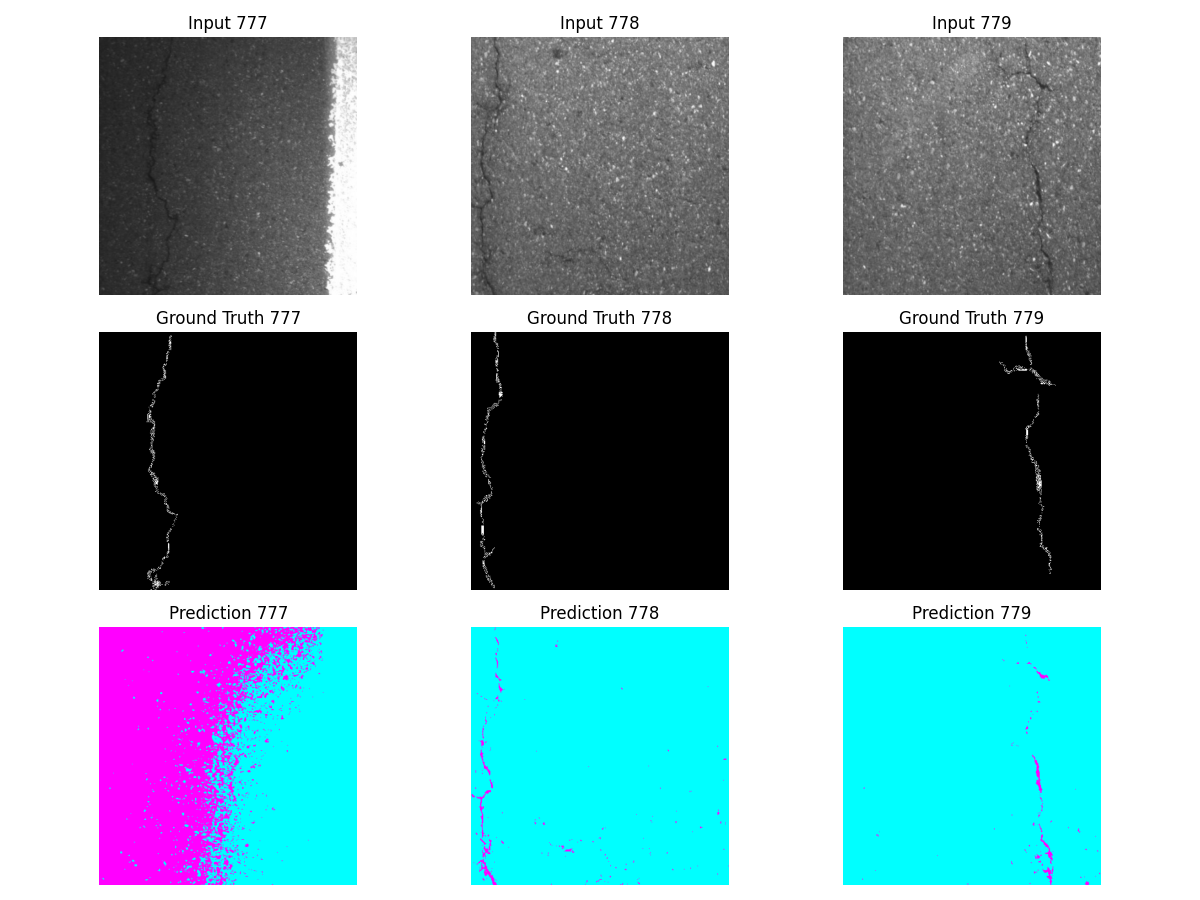 Input 777
Input 778
Input 779
Ground Truth 777
Ground Truth 778
Ground Truth 779
Prediction 777
Prediction 778
Prediction 779